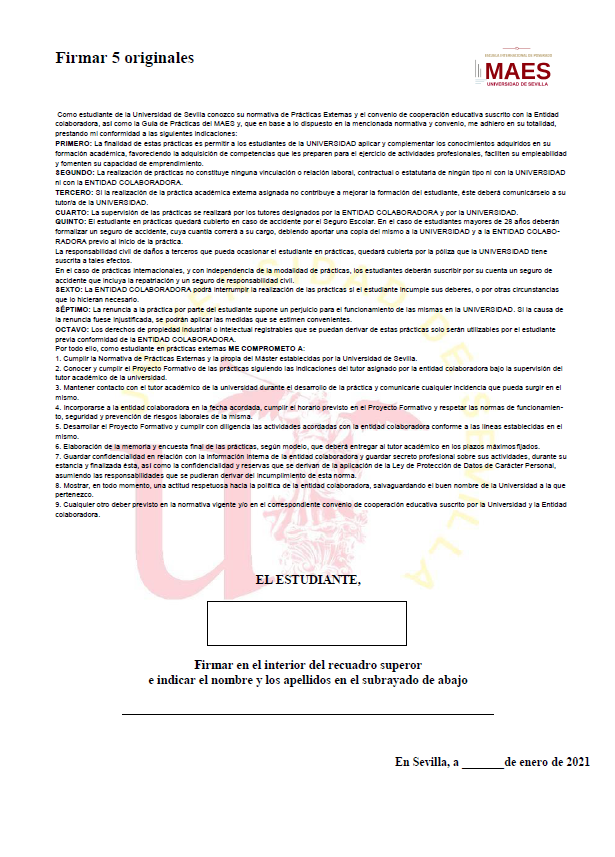 Firmar 5 originales
ESCUELA INTERNACIONAL DE POSGRADO
MAES
UNIVERSIDAD DE SEVILLA
Como estudiante de la Universidad de Sevilla conozco su normativa de Prácticas Externas y el convenio de cooperación educativa suscrito con la Entidad
colaboradora, así como la Guía de Prácticas del MAES y, que en base a lo dispuesto en la mencionada normativa y convenio, me adhiero en su totalidad,
prestando mi conformidad a las siguientes indicaciones:
PRIMERO: La finalidad de estas prácticas es permitir a los estudiantes de la UNIVERSIDAD aplicar y complementar los conocimientos adquiridos en su
formación académica, favoreciendo la adquisición de competencias que les preparen para el ejercicio de actividades profesionales, faciliten su empleabilidad
y fomenten su capacidad de emprendimiento.
SEGUNDO: La realización de prácticas no constituye ninguna vinculación o relación laboral, contractual o estatutaria de ningún tipo ni con la UNIVERSIDAD
ni con la ENTIDAD COLABORADORA.
TERCERO: Si la realización de la práctica académica externa asignada no contribuye a mejorar la formación del estudiante, éste deberá comunicárselo a su
tutor/a de la UNIVERSIDAD.
CUARTO: La supervisión de las prácticas se realizará por los tutores designados por la ENTIDAD COLABORADORA y por la UNIVERSIDAD.
QUINTO: El estudiante en prácticas quedará cubierto en caso de accidente por el Seguro Escolar. En el caso de estudiantes mayores de 28 años deberán
formalizar un seguro de accidente, cuya cuantía correrá a su cargo, debiendo aportar una copia del mismo a la UNIVERSIDAD y a la ENTIDAD COLABO-
RADORA previo al inicio de la práctica.
La responsabilidad civil de daños a terceros que pueda ocasionar el estudiante en prácticas, quedará cubierta por la póliza que la UNIVERSIDAD tiene
suscrita a tales efectos.
En el caso de prácticas internacionales, y con independencia de la modalidad de prácticas, los estudiantes deberán suscribir por su cuenta un seguro de
accidente que incluya la repatriación y un seguro de responsabilidad civil.
SEXTO: La ENTIDAD COLABORADORA podrá interrumpir la realización de las prácticas si el estudiante incumple sus deberes, o por otras circunstancias
que lo hicieran necesario.
SÉPTIMO: La renuncia a la práctica por parte del estudiante supone un perjuicio para el funcionamiento de las mismas en la UNIVERSIDAD. Si la causa de
la renuncia fuese injustificada, se podrán aplicar las medidas que se estimen convenientes.
OCTAVO: Los derechos de propiedad industrial o intelectual registrables que se puedan derivar de estas prácticas solo serán utilizables por el estudiante
previa conformidad de la ENTIDAD COLABORADORA.
Por todo ello, como estudiante en prácticas externas ME COMPROMETO A:
1. Cumplir la Normativa de Prácticas Externas y la propia del Máster establecidas por la Universidad de Sevilla.
2. Conocer y cumplir el Proyecto Formativo de las prácticas siguiendo las indicaciones del tutor asignado por la entidad colaboradora bajo la supervisión del
tutor académico de la universidad.
3. Mantener contacto con el tutor académico de la universidad durante el desarrollo de la práctica y comunicarle cualquier incidencia que pueda surgir en el
mismo.
4. Incorporarse a la entidad colaboradora en la fecha acordada, cumplir el horario previsto en el Proyecto Formativo y respetar las normas de funcionamien-
to, seguridad y prevención de riesgos laborales de la misma.
5. Desarrollar el Proyecto Formativo y cumplir con diligencia las actividades acordadas con la entidad colaboradora conforme a las líneas establecidas en el
mismo.
6. Elaboración de la memoria y encuesta final de las prácticas, según modelo, que deberá entregar al tutor académico en los plazos máximos fijados.
7. Guardar confidencialidad en relación con la información interna de la entidad colaboradora y guardar secreto profesional sobre sus actividades, durante su
estancia y finalizada ésta, así como la confidencialidad y reservas que se derivan de la aplicación de la Ley de Protección de Datos de Carácter Personal,
asumiendo las responsabilidades que se pudieran derivar del incumplimiento de esta norma.
8. Mostrar, en todo momento, una actitud respetuosa hacia la política de la entidad colaboradora, salvaguardando el buen nombre de la Universidad a la que
pertenezco.
9. Cualquier otro deber previsto en la normativa vigente y/o en el correspondiente convenio de cooperación educativa suscrito por la Universidad y la Entidad
colaboradora.
EL ESTUDIANTE,
Firmar en el interior del recuadro superor
e indicar el nombre y los apellidos en el subrayado de abajo
En Sevilla, a _______de enero de 2021